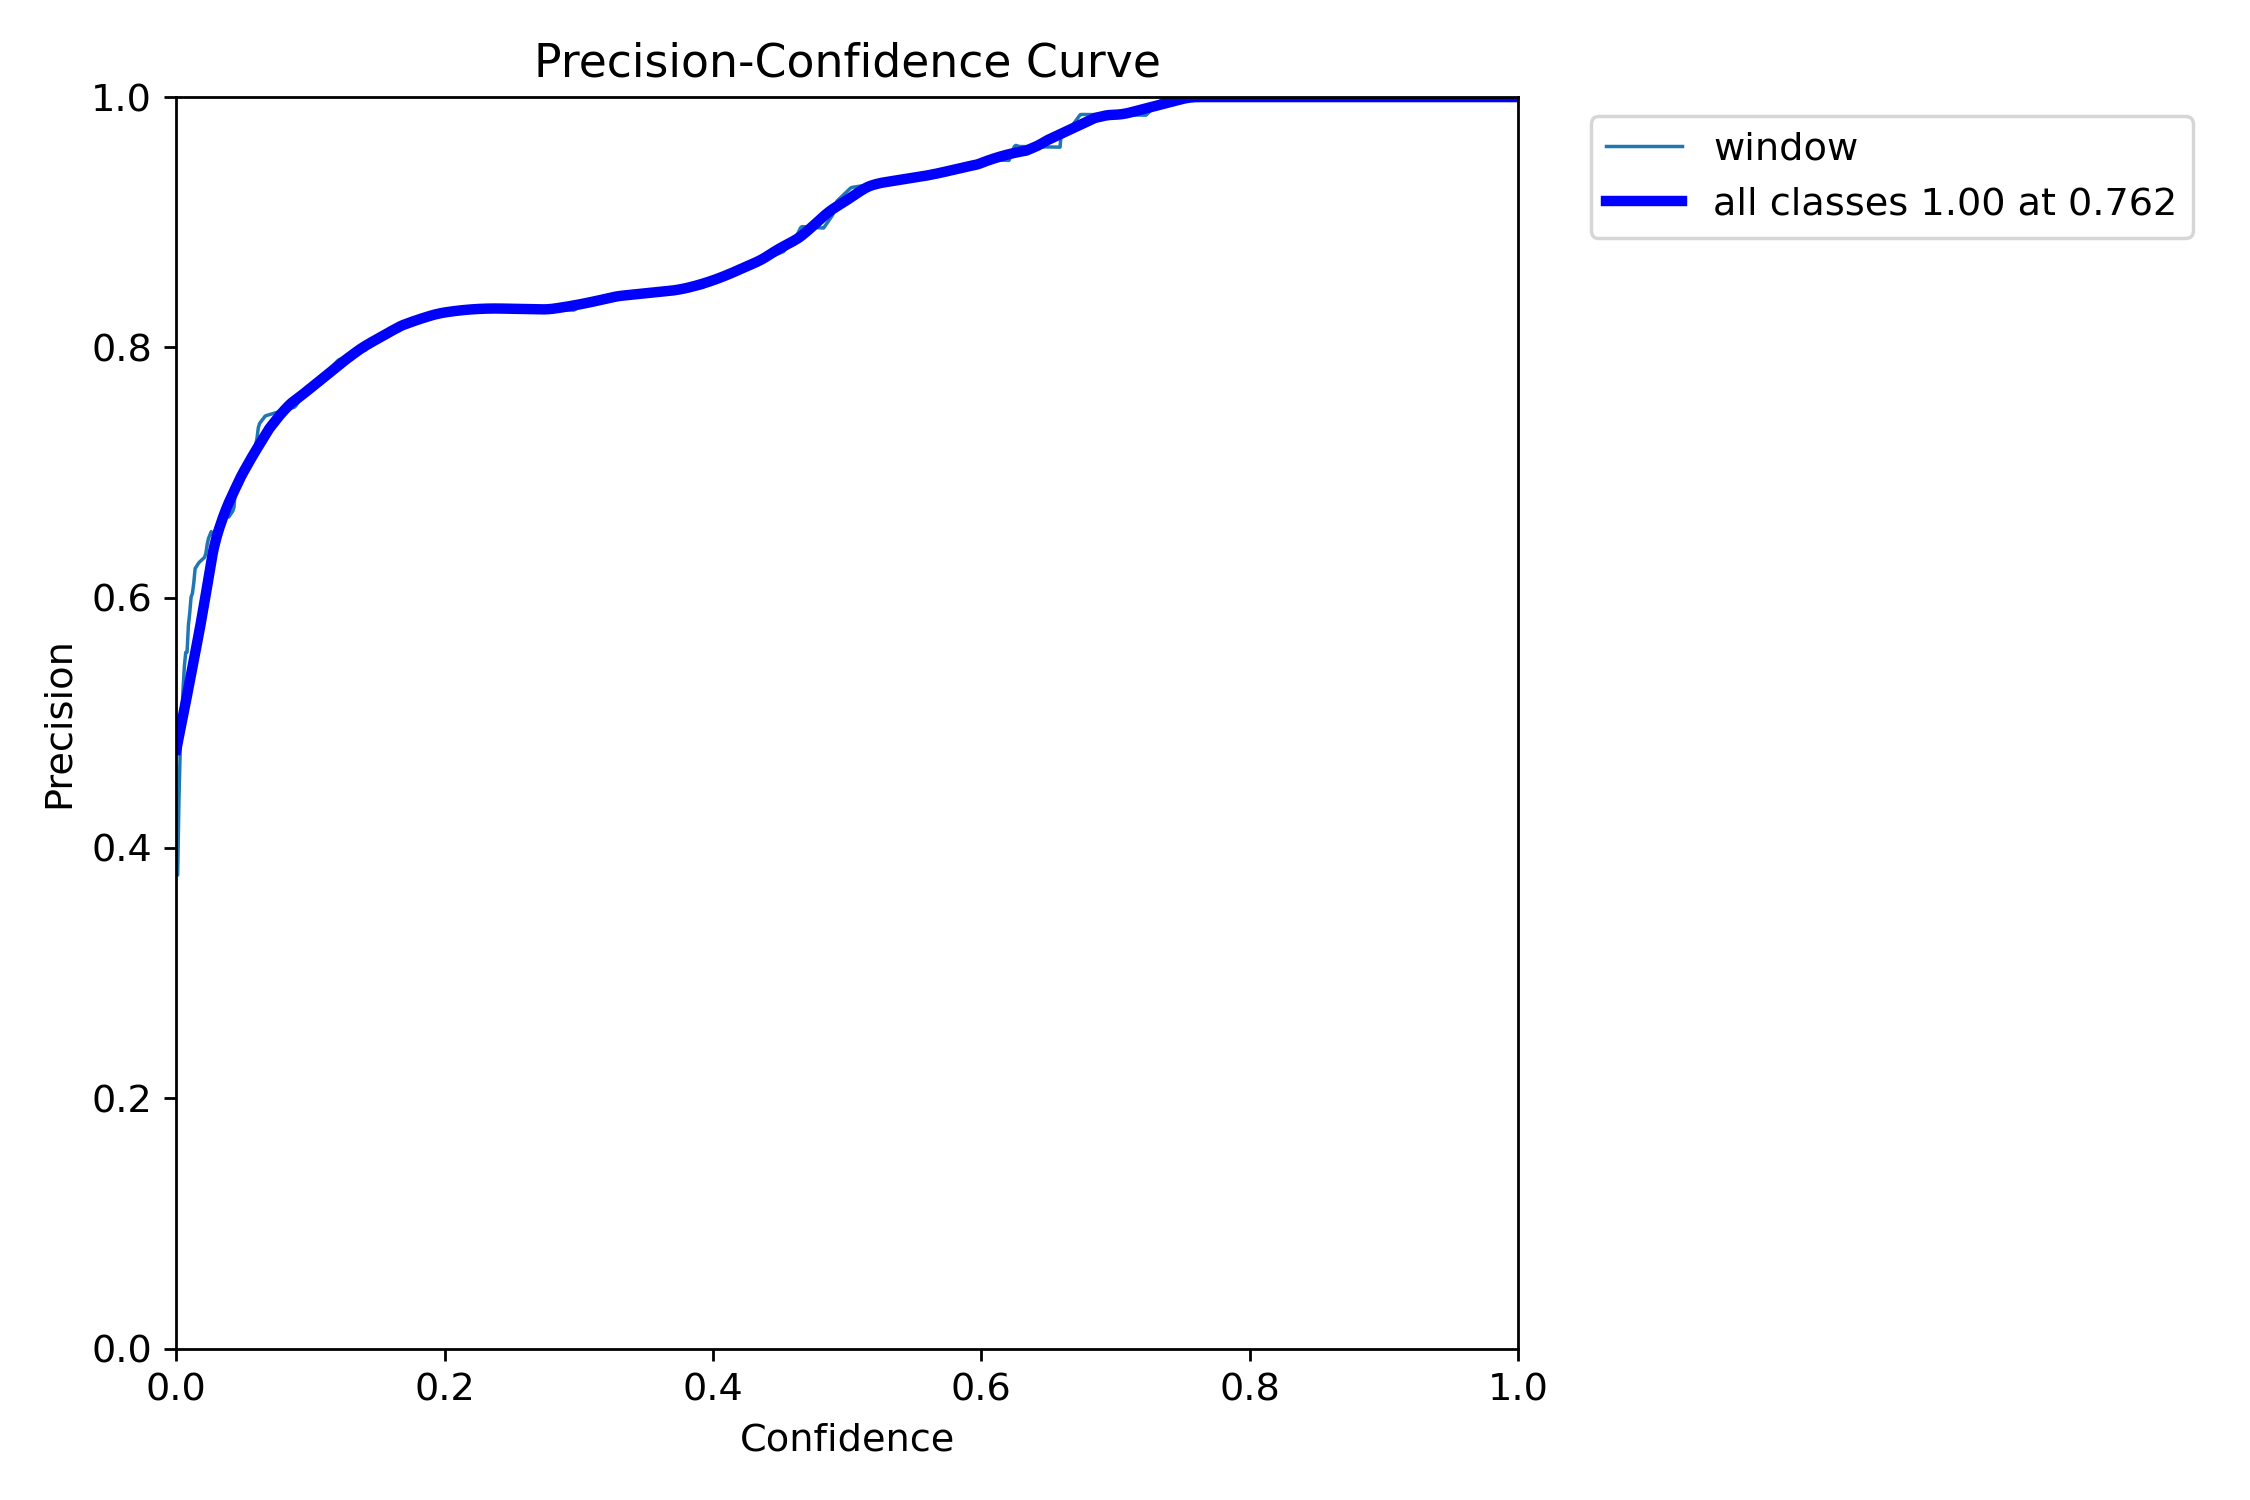 Precision-Confidence Curve
1.0
0.8
0.6
0.4
0.2
0.0
Precision
0.0 0.2 0.4 0.6 0.8 1.0
Confidence
window
all classes 1.00 at 0.762